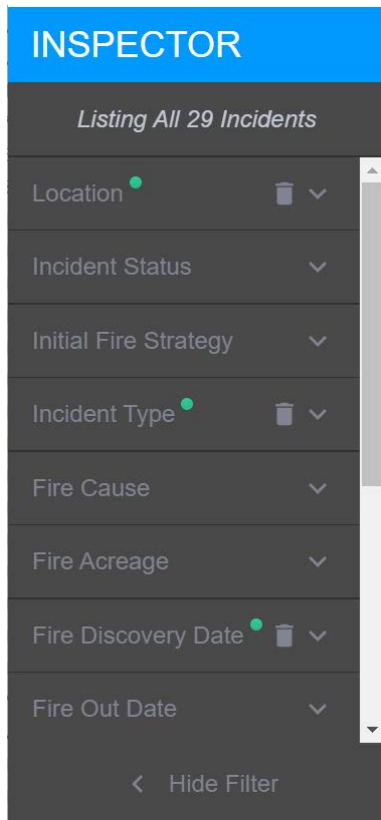 INSPECTOR
Listing All 29 Incidents
Location
Incident Status
Initial Fire Strategy
Incident Type
Fire Cause
Fire Acreage
Fire Discovery Date
Fire Out Date
Hide Filter